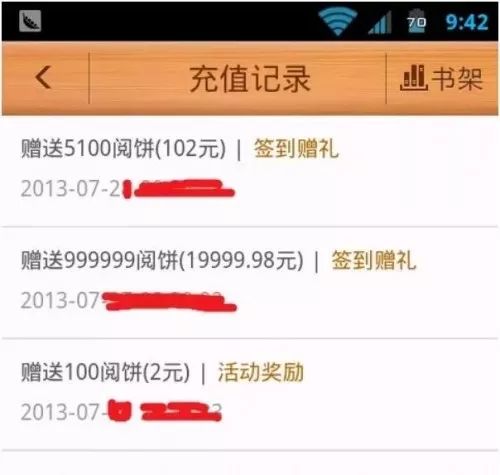 70 9:42
充值记录 书架
赠送5100阅饼(102元) | 签到赠礼
2013-07-2
赠送999999阅饼(19999.98元) | 签到赠礼
2013-07-
赠送100阅饼(2元) | 活动奖励
2013-07-